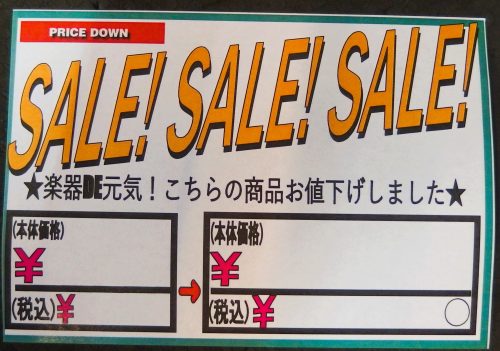 PRICE DOWN
SALE! SALE! SALE!
★楽器DE元気！こちらの商品お値下げしました★
(本体価格)
¥
(税込)¥
→
(本体価格)
¥
(税込)¥ ○